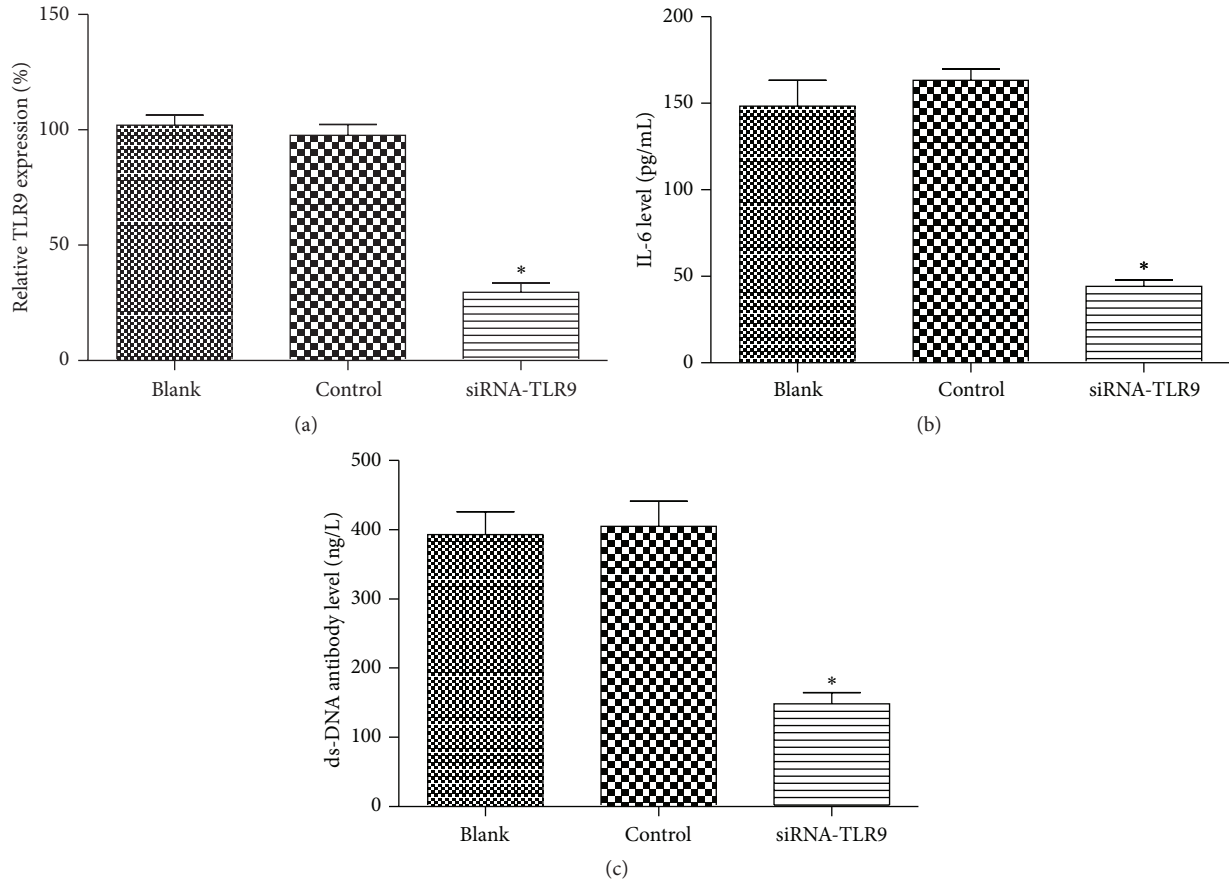 Relative TLR9 expression (%)
150
100
50
0
*
Blank
Control
siRNA-TLR9
(a)
IL-6 level (pg/mL)
200
150
100
50
0
*
Blank
Control
siRNA-TLR9
(b)
ds-DNA antibody level (ng/L)
500
400
300
200
100
0
*
Blank
Control
siRNA-TLR9
(c)